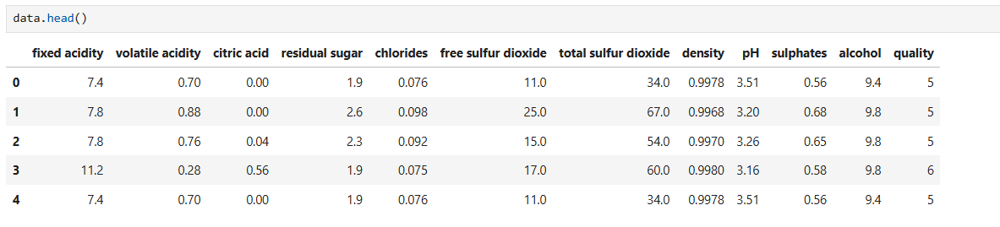 data.head()
fixed acidity volatile acidity citric acid residual sugar chlorides free sulfur dioxide total sulfur dioxide density pH sulphates alcohol quality
0 7.4 0.70 0.00 1.9 0.076 11.0 34.0 0.9978 3.51 0.56 9.4 5
1 7.8 0.88 0.00 2.6 0.098 25.0 67.0 0.9968 3.20 0.68 9.8 5
2 7.8 0.76 0.04 2.3 0.092 15.0 54.0 0.9970 3.26 0.65 9.8 5
3 11.2 0.28 0.56 1.9 0.075 17.0 60.0 0.9980 3.16 0.58 9.8 6
4 7.4 0.70 0.00 1.9 0.076 11.0 34.0 0.9978 3.51 0.56 9.4 5